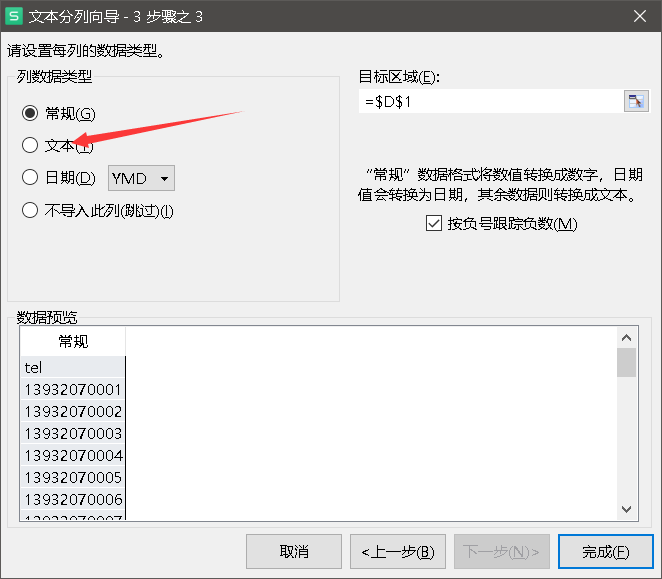 S 文本分列向导 - 3 步骤之 3
请设置每列的数据类型。
列数据类型
常规(G)
文本(T)
日期(D) YMD
不导入此列(跳过)(I)
目标区域(E):
=$D$1
“常规”数据格式将数值转换成数字，日期
值会转换为日期，其余数据则转换成文本。
按负号跟踪负数(M)
数据预览
常规
tel
13932070001
13932070002
13932070003
13932070004
13932070005
13932070006
13932070007
取消 <上一步(B) 下一步(N)> 完成(F)